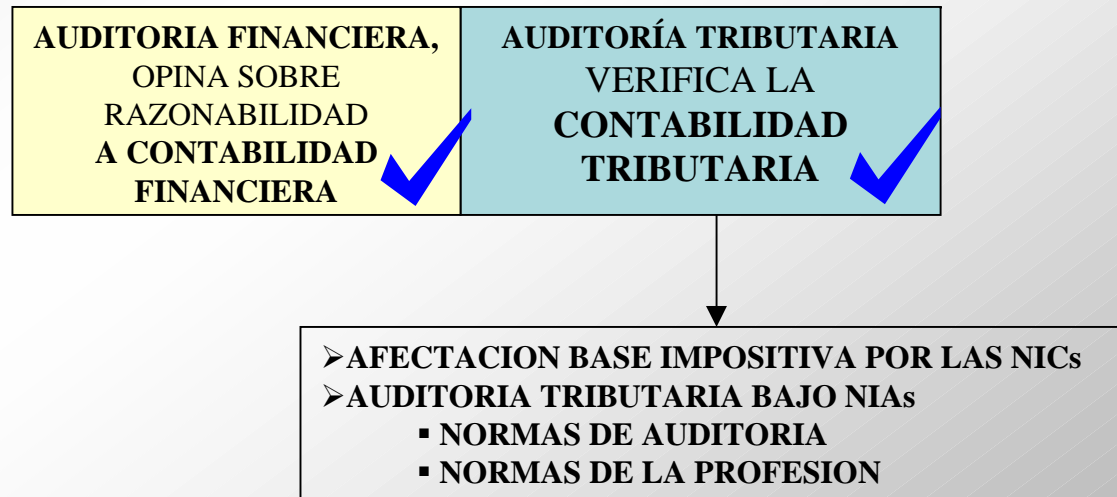 AUDITORIA FINANCIERA,
OPINA SOBRE
RAZONABILIDAD
A CONTABILIDAD
FINANCIERA
AUDITORÍA TRIBUTARIA
VERIFICA LA
CONTABILIDAD
TRIBUTARIA
➢AFECTACION BASE IMPOSITIVA POR LAS NICs
➢AUDITORIA TRIBUTARIA BAJO NIAs
▪ NORMAS DE AUDITORIA
▪ NORMAS DE LA PROFESION